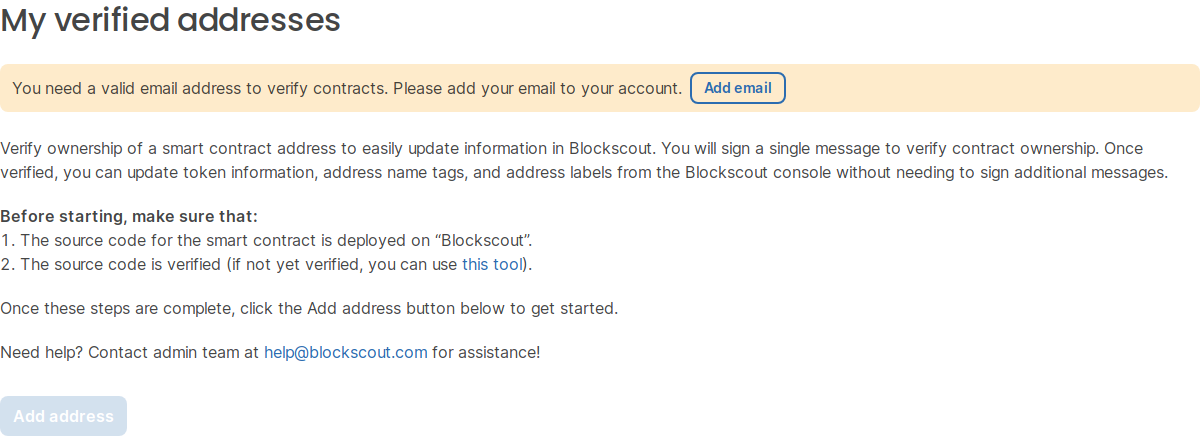 My verified addresses
You need a valid email address to verify contracts. Please add your email to your account. Add email
Verify ownership of a smart contract address to easily update information in Blockscout. You will sign a single message to verify contract ownership. Once
verified, you can update token information, address name tags, and address labels from the Blockscout console without needing to sign additional messages.
Before starting, make sure that:
1. The source code for the smart contract is deployed on “Blockscout”.
2. The source code is verified (if not yet verified, you can use this tool).
Once these steps are complete, click the Add address button below to get started.
Need help? Contact admin team at help@blockscout.com for assistance!
Add address